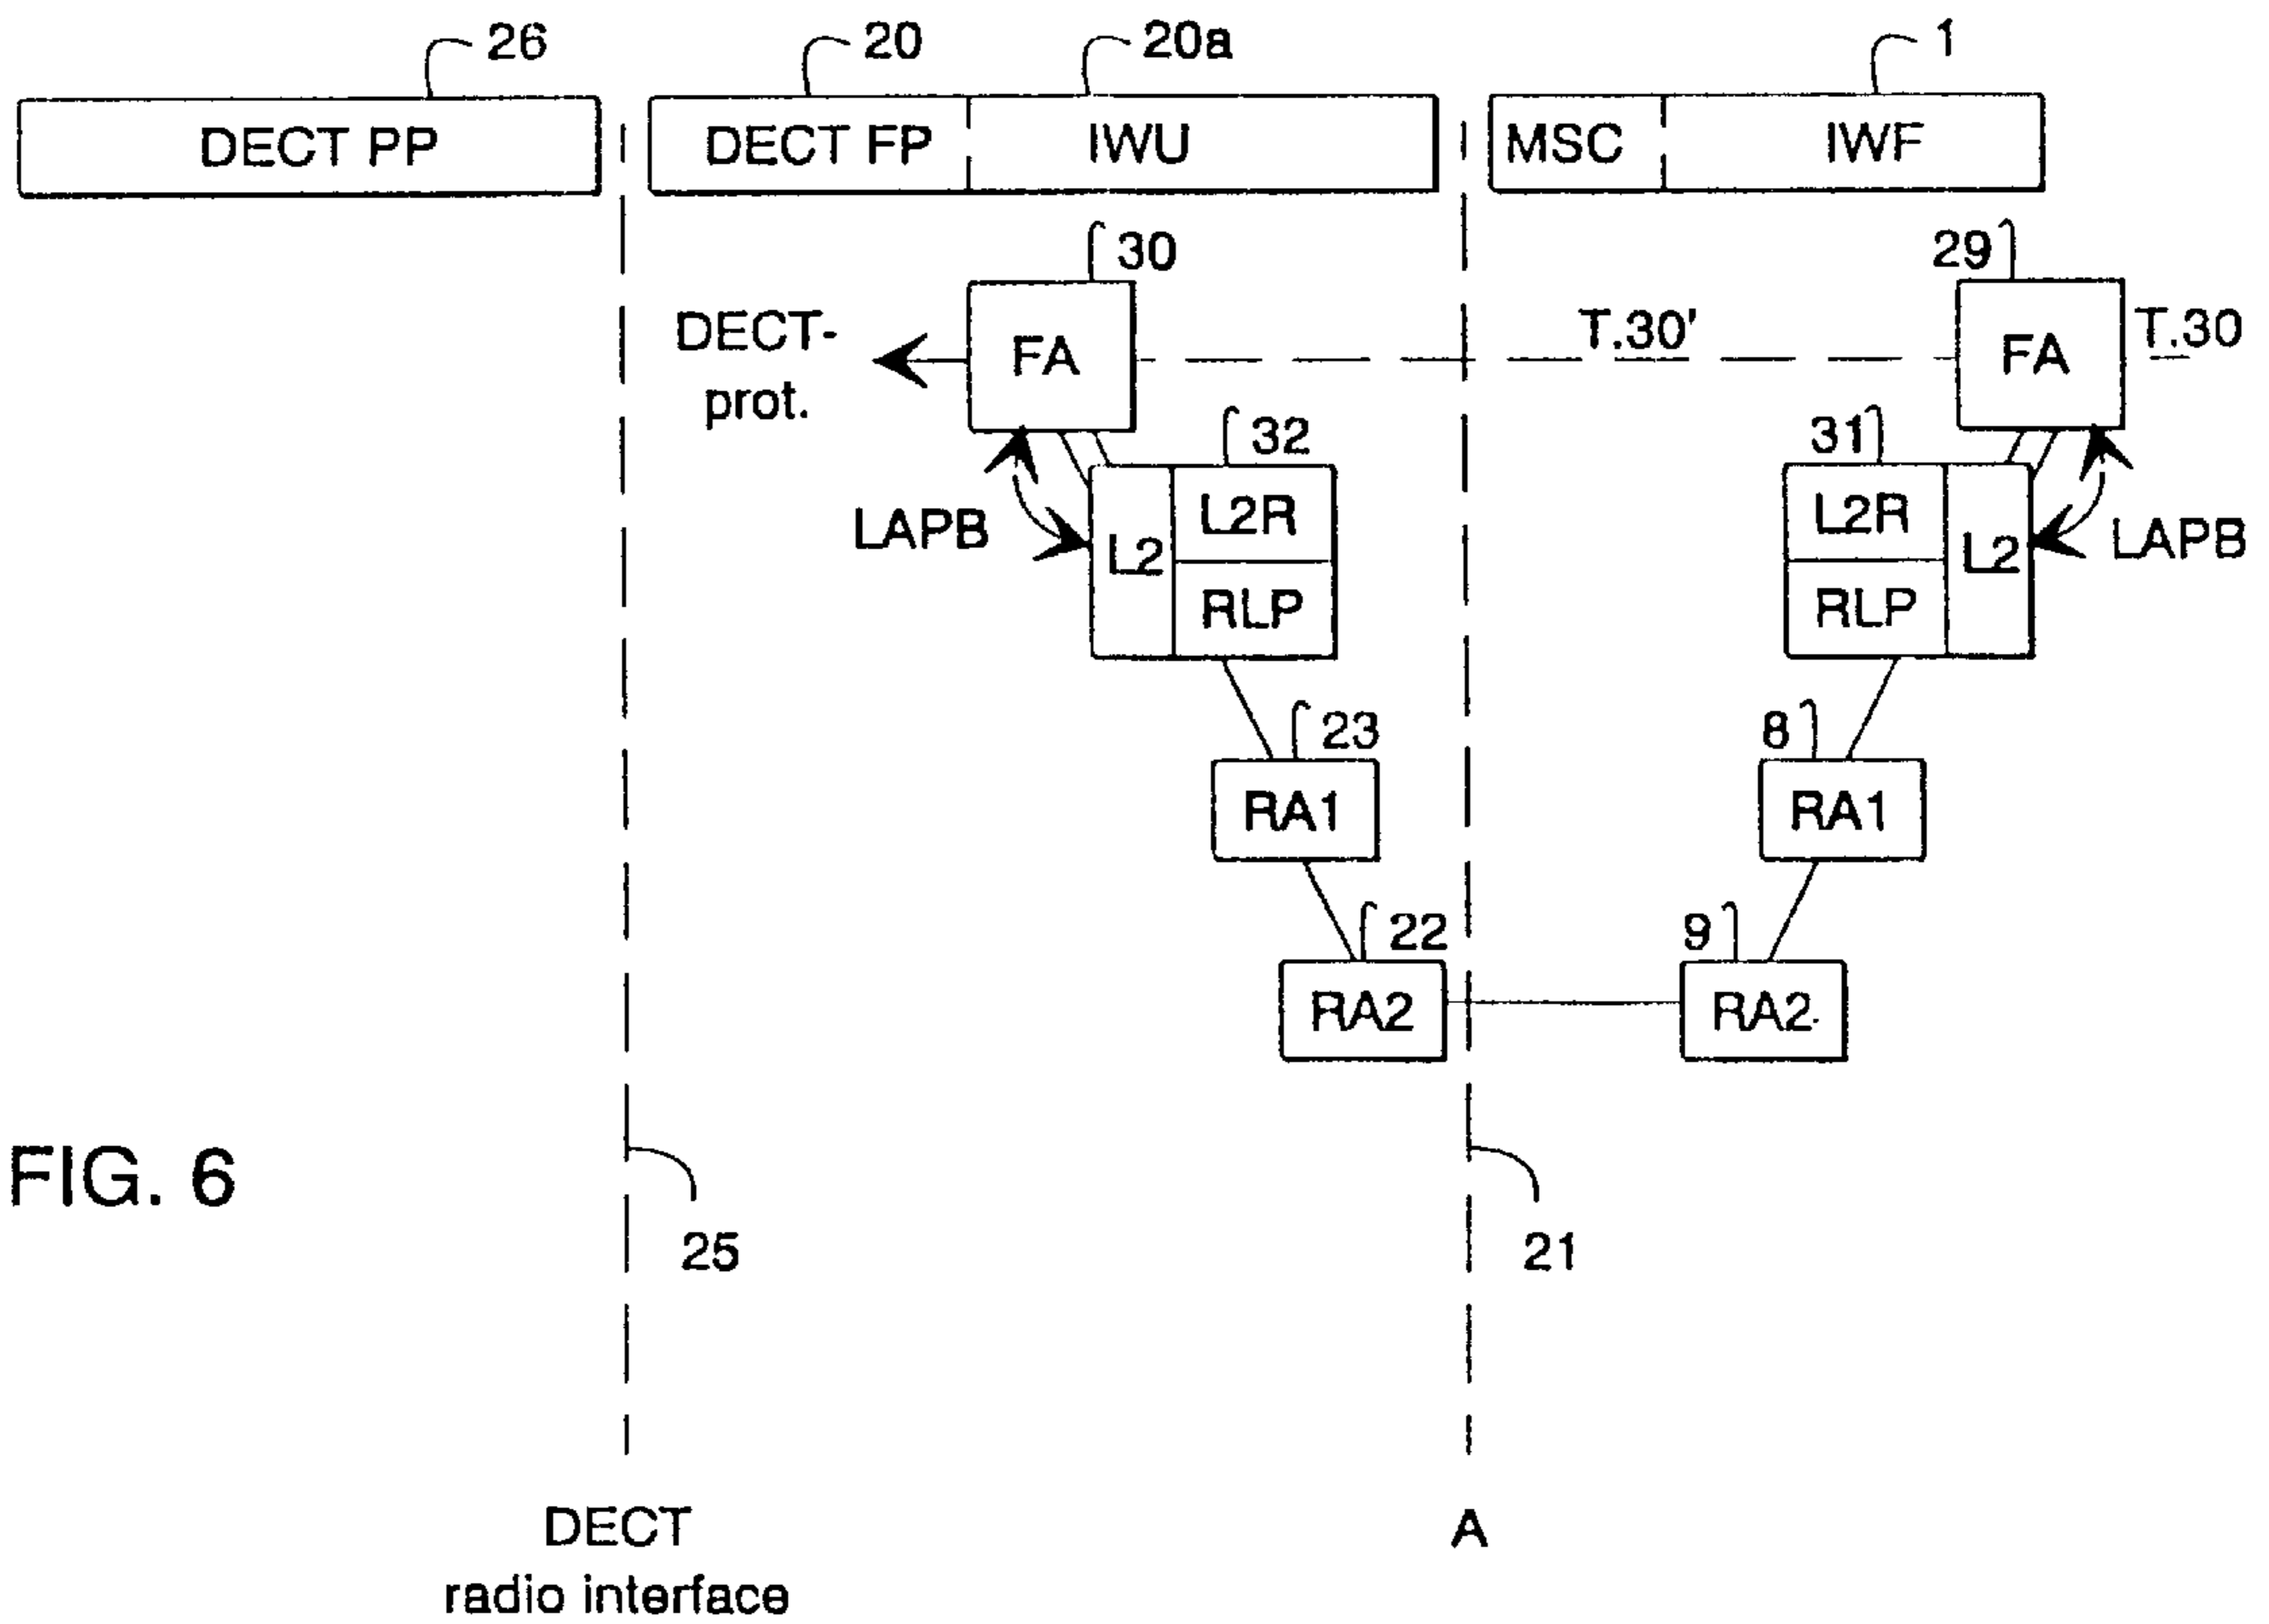 26
20
20a
1
DECT PP
DECT FP
IWU
MSC
IWF
30
29
DECT-
prot.
FA
T.30'
FA
T.30
32
31
LAPB
L2
L2R
RLP
L2R
RLP
L2
LAPB
23
8
RA1
RA1
22
9
RA2
RA2
FIG. 6
25
21
DECT
radio interface
A